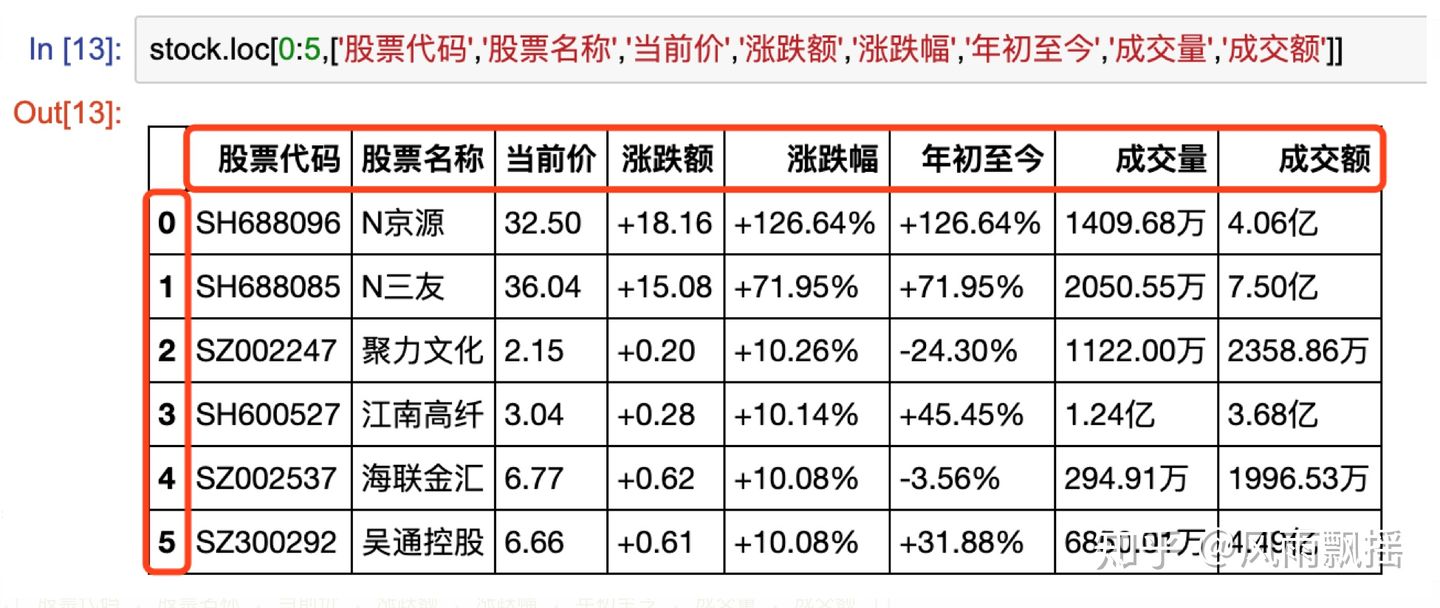 In [13]: stock.loc[0:5,['股票代码','股票名称','当前价','涨跌额','涨跌幅','年初至今','成交量','成交额']]
Out[13]:
股票代码 股票名称 当前价 涨跌额 涨跌幅 年初至今 成交量 成交额
0 SH688096 N京源 32.50 +18.16 +126.64% +126.64% 1409.68万 4.06亿
1 SH688085 N三友 36.04 +15.08 +71.95% +71.95% 2050.55万 7.50亿
2 SZ002247 聚力文化 2.15 +0.20 +10.26% -24.30% 1122.00万 2358.86万
3 SH600527 江南高纤 3.04 +0.28 +10.14% +45.45% 1.24亿 3.68亿
4 SZ002537 海联金汇 6.77 +0.62 +10.08% -3.56% 294.91万 1996.53万
5 SZ300292 吴通控股 6.66 +0.61 +10.08% +31.88%
知乎 @风雨飘摇